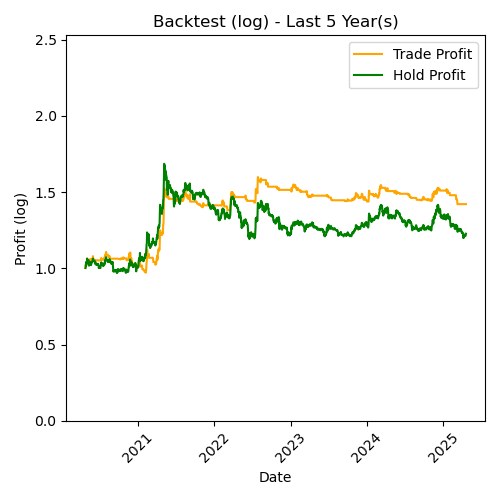 Backtest (log) - Last 5 Year(s)
Trade Profit
Hold Profit
Profit (log)
2.5
2.0
1.5
1.0
0.5
0.0
2021
2022
2023
2024
2025
Date